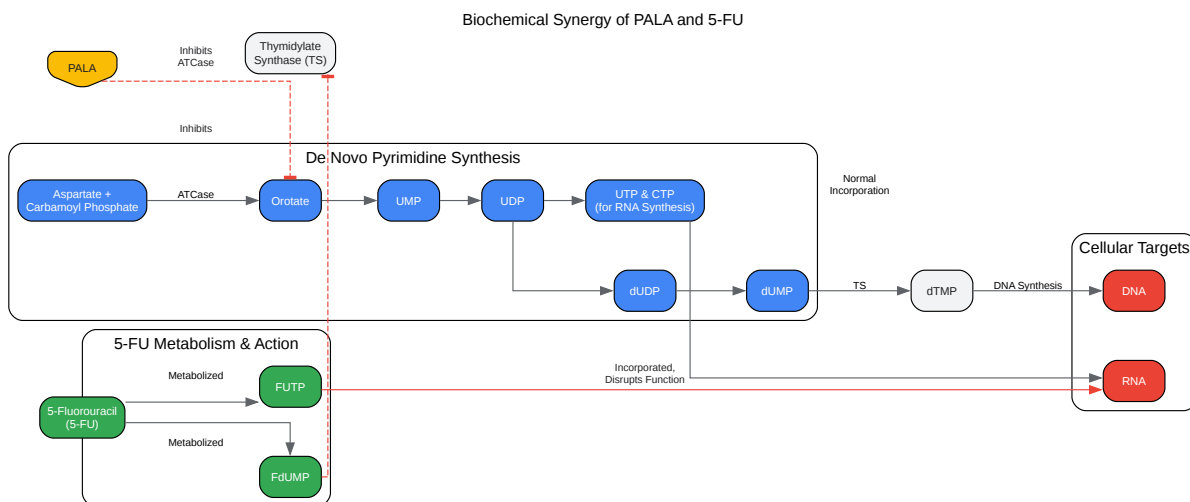 Biochemical Synergy of PALA and 5-FU
PALA
Inhibits
ATCase
Thymidylate
Synthase (TS)
Inhibits
De Novo Pyrimidine Synthesis
Aspartate +
Carbamoyl Phosphate
ATCase
Orotate
UMP
UDP
UTP & CTP
(for RNA Synthesis)
Normal
Incorporation
dUDP
dUMP
TS
dTMP
DNA Synthesis
Cellular Targets
DNA
RNA
5-FU Metabolism & Action
Metabolized
FUTP
Incorporated,
Disrupts Function
5-Fluorouracil
(5-FU)
Metabolized
FdUMP